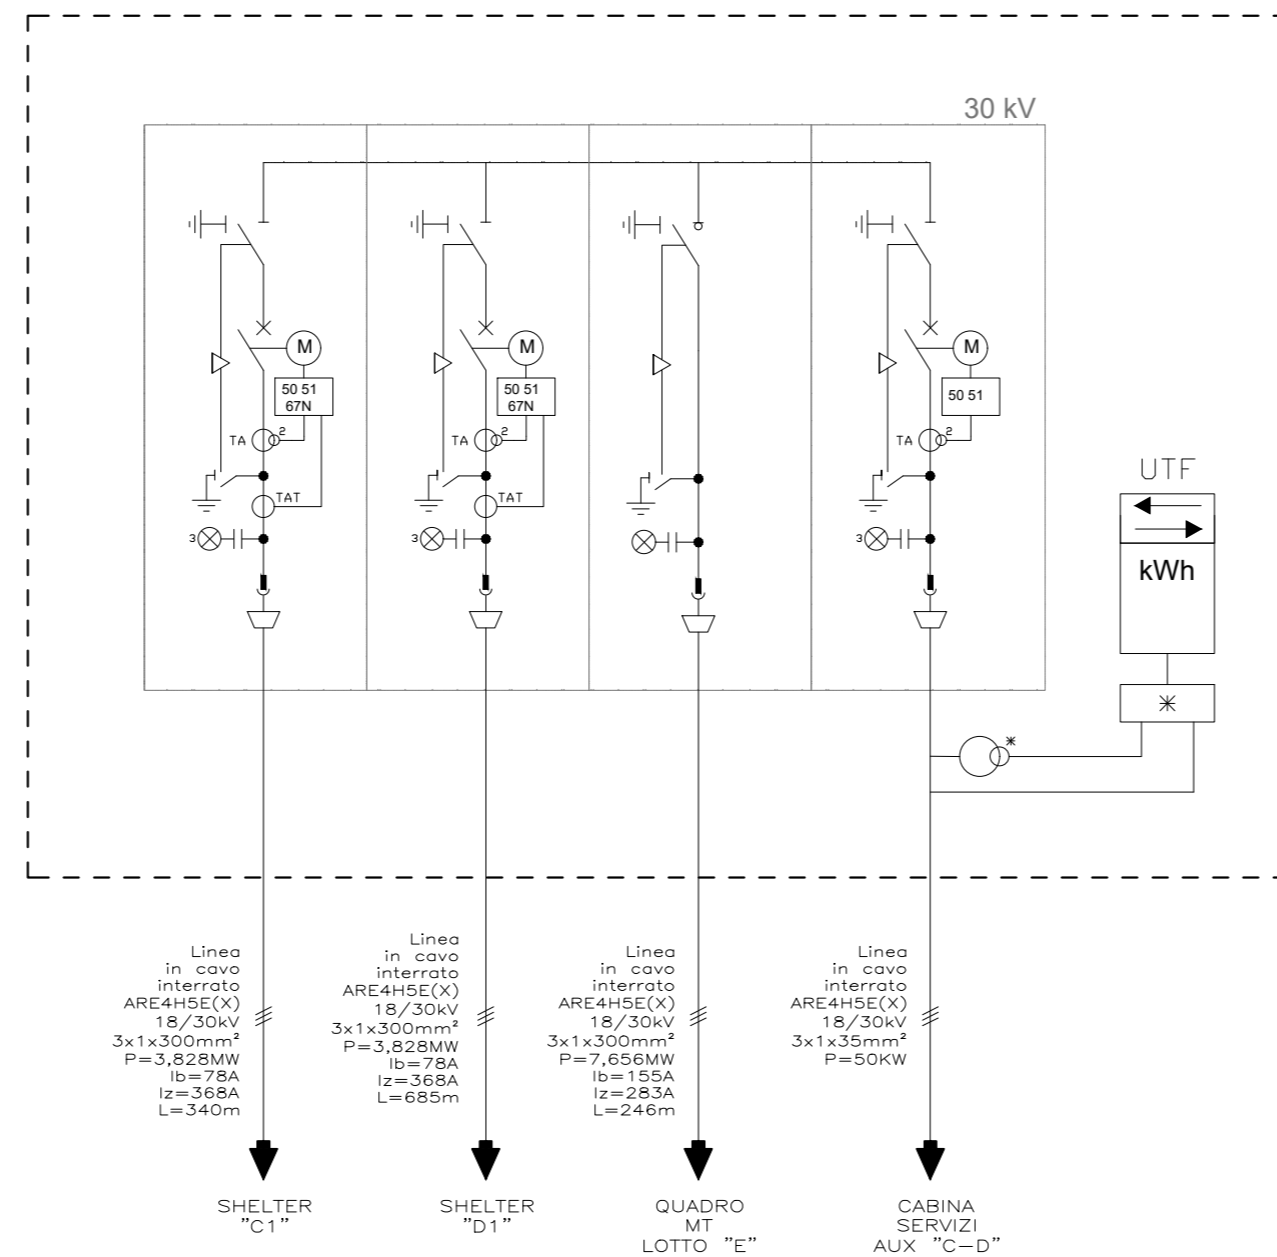 30 kV
M
50 51
67N
TA
2
TAT
3
M
50 51
67N
TA
2
TAT
3
M
50 51
TA
2
3
UTF
kWh
*
*
Linea
in cavo
interrato
ARE4H5E(X)
18/30kV
3x1x300mm²
P=3,828MW
Ib=78A
Iz=368A
L=340m
Linea
in cavo
interrato
ARE4H5E(X)
18/30kV
3x1x300mm²
P=3,828MW
Ib=78A
Iz=368A
L=685m
Linea
in cavo
interrato
ARE4H5E(X)
18/30kV
3x1x300mm²
P=7,656MW
Ib=155A
Iz=283A
L=246m
Linea
in cavo
interrato
ARE4H5E(X)
18/30kV
3x1x35mm²
P=50KW
SHELTER
"C1"
SHELTER
"D1"
QUADRO
MT
LOTTO "E"
CABINA
SERVIZI
AUX "C-D"